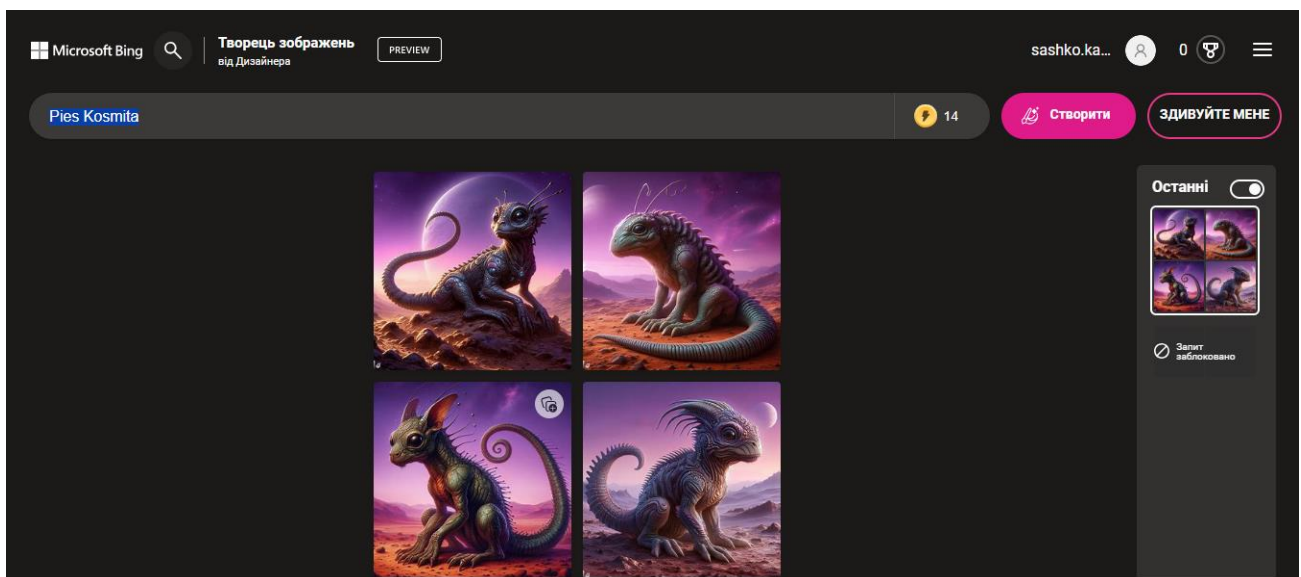 Microsoft Bing
Творець зображень
від Дизайнера
PREVIEW
sashko.ka...
0
Pies Kosmita
14
Створити
ЗДИВУЙТЕ МЕНЕ
Останні
Запит
заблоковано